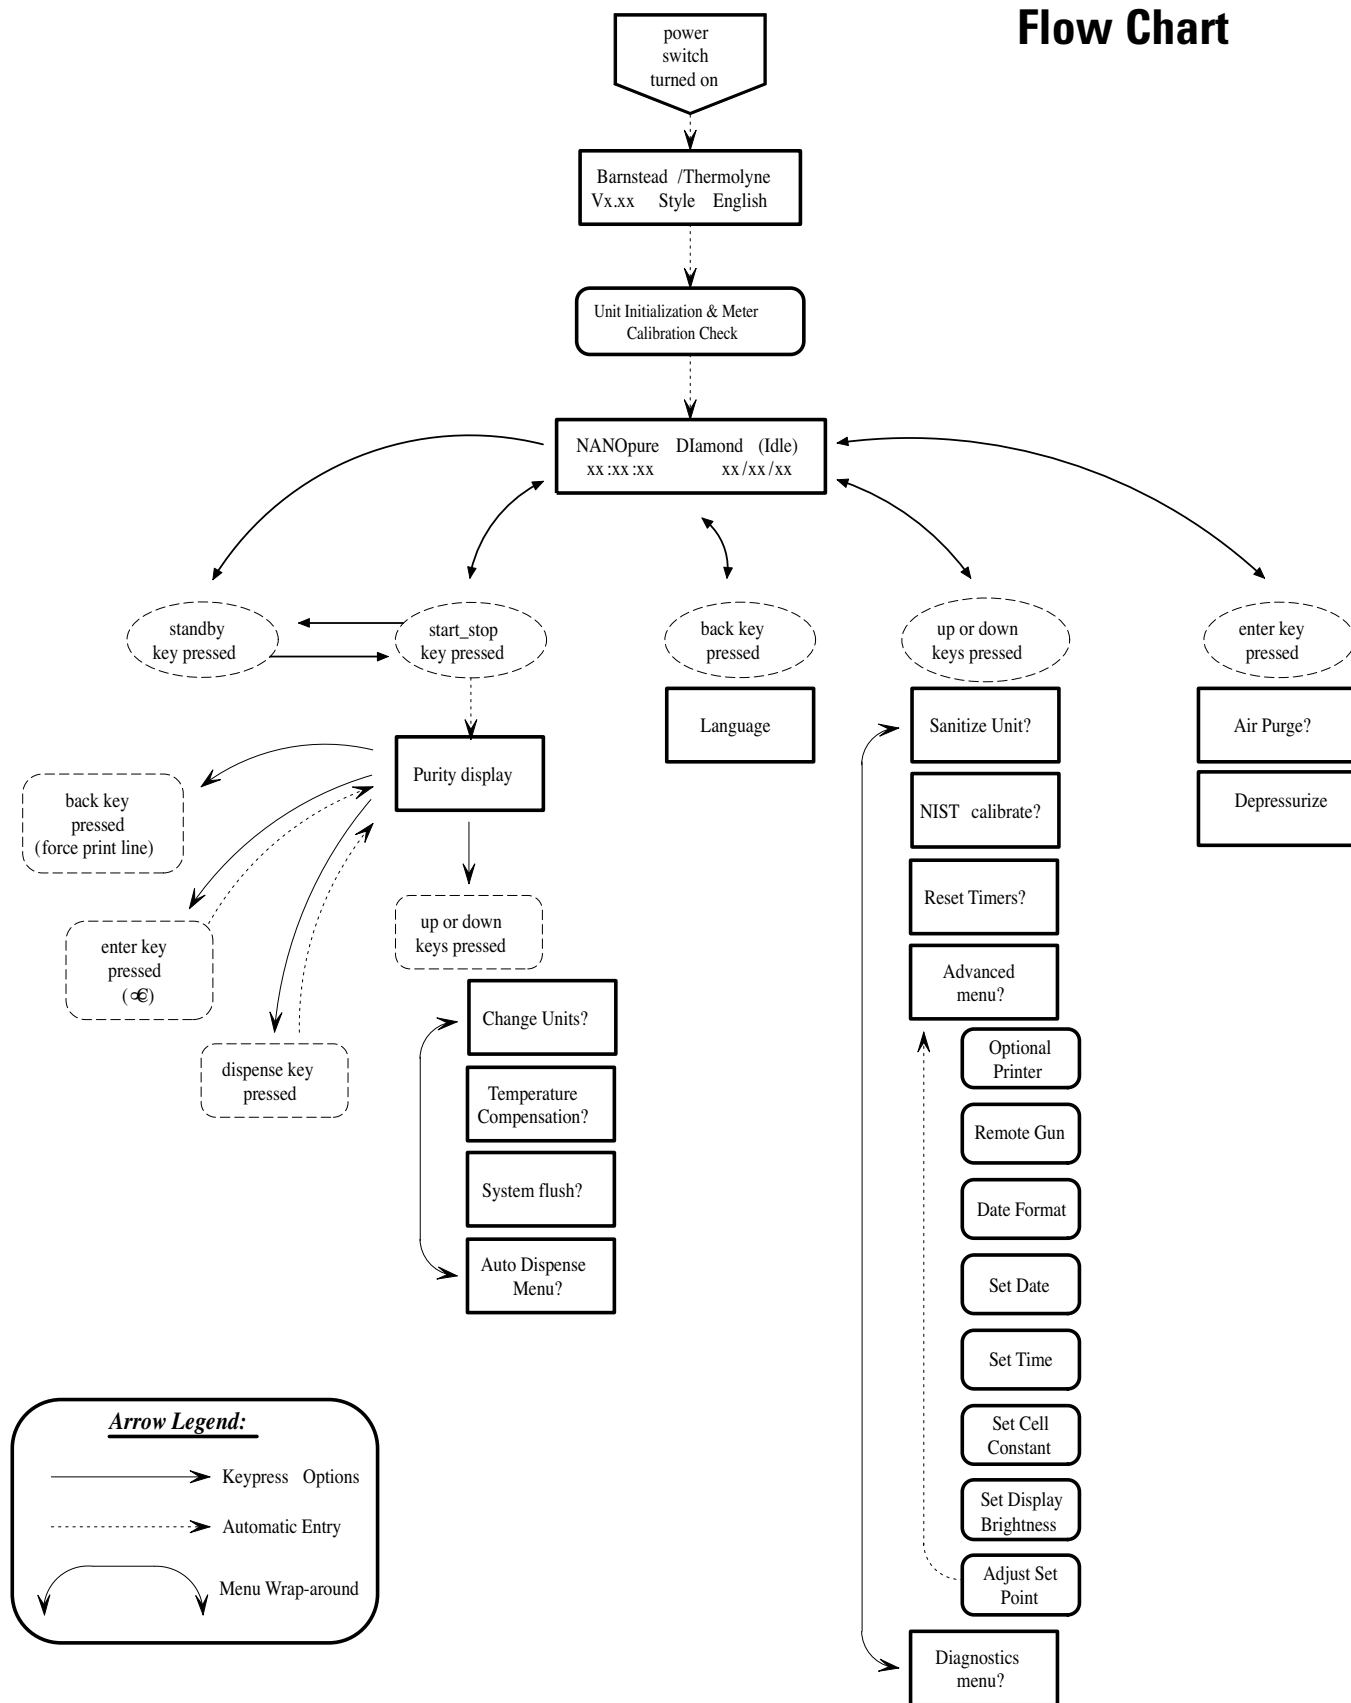 Flow Chart
power
switch
turned on
Barnstead /Thermolyne
Vx.xx Style English
Unit Initialization & Meter
Calibration Check
NANOpure DIamond (Idle)
xx:xx:xx xx/xx/xx
standby
key pressed
start_stop
key pressed
back key
pressed
up or down
keys pressed
enter key
pressed
Language
Sanitize Unit?
NIST calibrate?
Reset Timers?
Advanced
menu?
Air Purge?
Depressurize
Purity display
back key
pressed
(force print line)
enter key
pressed
dispense key
pressed
up or down
keys pressed
Change Units?
Temperature
Compensation?
System flush?
Auto Dispense
Menu?
Optional
Printer
Remote Gun
Date Format
Set Date
Set Time
Set Cell
Constant
Set Display
Brightness
Adjust Set
Point
Diagnostics
menu?
Arrow Legend:
Keypress Options
Automatic Entry
Menu Wrap-around